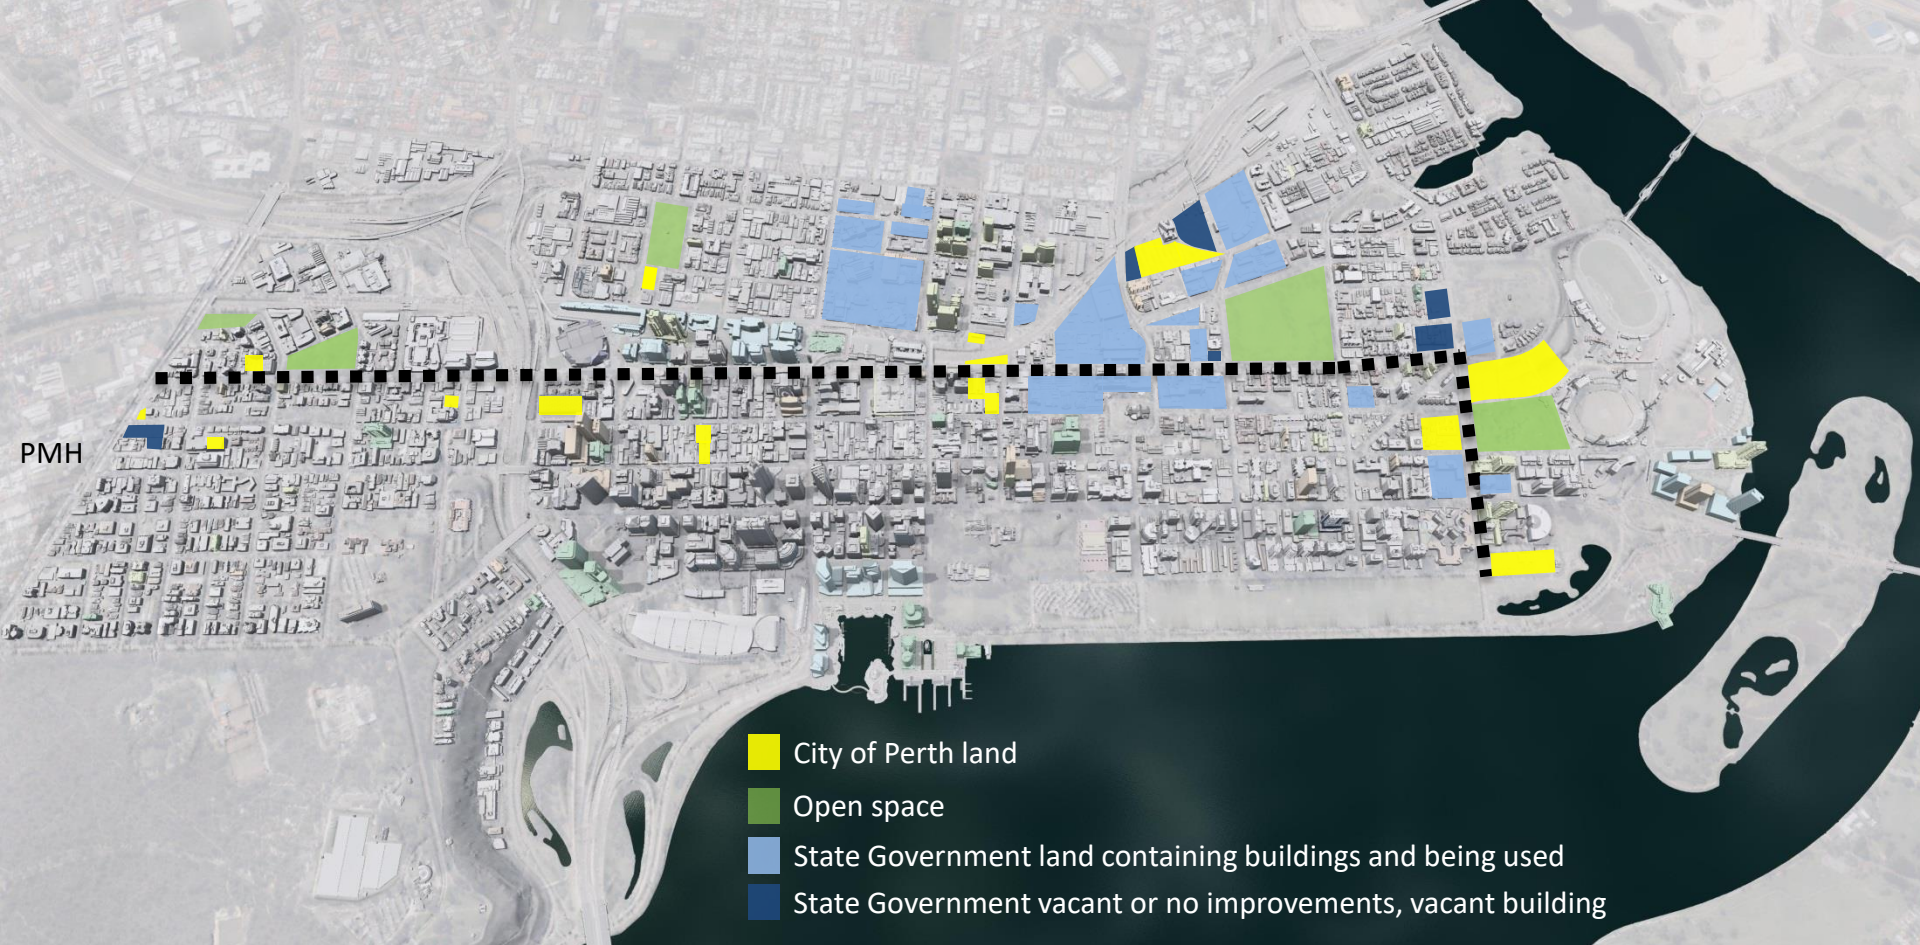 PMH
City of Perth land
Open space
State Government land containing buildings and being used
State Government vacant or no improvements, vacant building